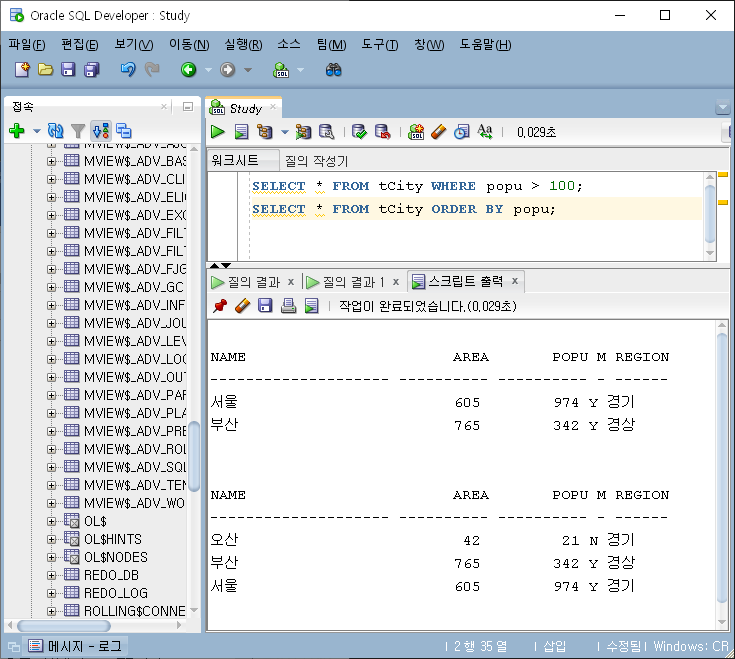 Oracle SQL Developer : Study
파일(F) 편집(E) 보기(V) 이동(N) 실행(R) 소스 팀(M) 도구(T) 창(W) 도움말(H)
접속
MVIEW$_ADV_BAS
MVIEW$_ADV_CLI
MVIEW$_ADV_ELIG
MVIEW$_ADV_EXC
MVIEW$_ADV_FILT
MVIEW$_ADV_FILT
MVIEW$_ADV_FJG
MVIEW$_ADV_GC
MVIEW$_ADV_INF
MVIEW$_ADV_JOU
MVIEW$_ADV_LEV
MVIEW$_ADV_LOG
MVIEW$_ADV_OUT
MVIEW$_ADV_PAR
MVIEW$_ADV_PLA
MVIEW$_ADV_PRE
MVIEW$_ADV_ROL
MVIEW$_ADV_SQL
MVIEW$_ADV_TEM
MVIEW$_ADV_WO
OL$
OL$HINTS
OL$NODES
REDO_DB
REDO_LOG
ROLLING$CONNE
메시지 - 로그
Study
0,029초
워크시트 질의 작성기
SELECT * FROM tCity WHERE popu > 100;
SELECT * FROM tCity ORDER BY popu;
질의 결과 x 질의 결과 1 x 스크립트 출력 x
작업이 완료되었습니다.(0,029초)
NAME AREA POPU M REGION
-------------------- ---------- ---------- - ------
서울 605 974 Y 경기
부산 765 342 Y 경상
NAME AREA POPU M REGION
-------------------- ---------- ---------- - ------
오산 42 21 N 경기
부산 765 342 Y 경상
서울 605 974 Y 경기
2 행 35 열 삽입 수정됨 Windows: CR